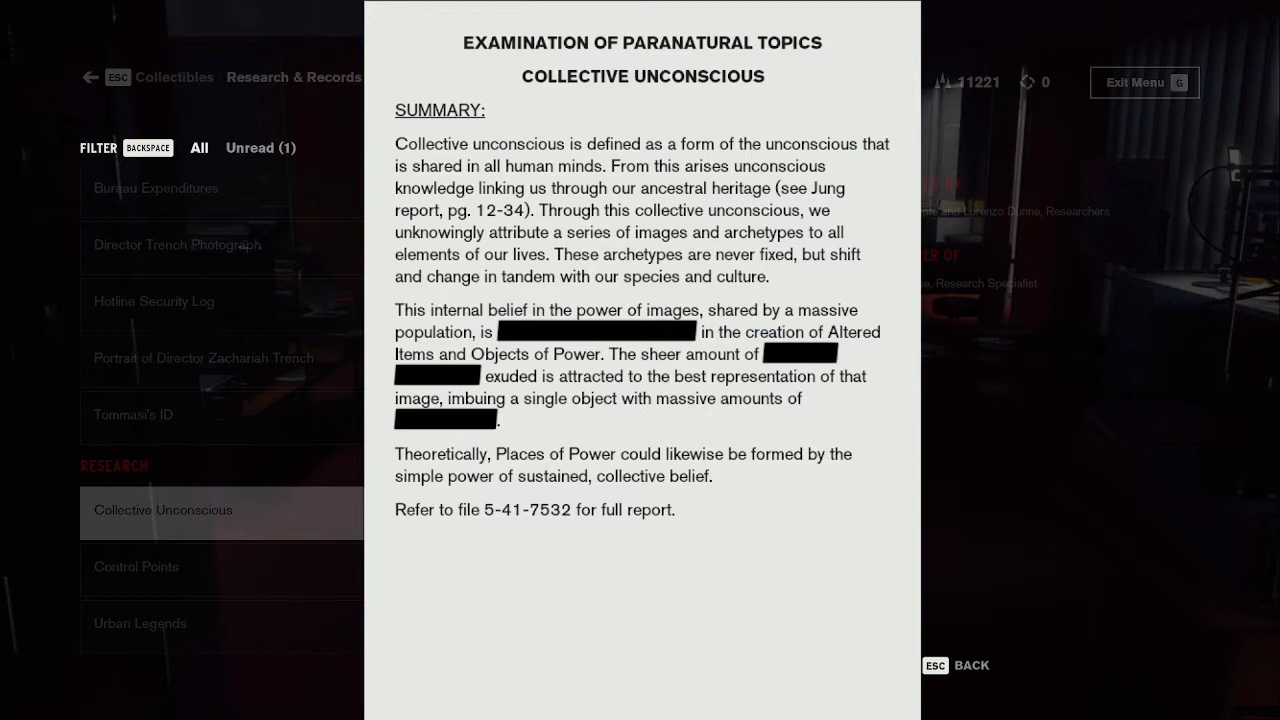 EXAMINATION OF PARANATURAL TOPICS
COLLECTIVE UNCONSCIOUS
SUMMARY:
Collective unconscious is defined as a form of the unconscious that
is shared in all human minds. From this arises unconscious
knowledge linking us through our ancestral heritage (see Jung
report, pg. 12-34). Through this collective unconscious, we
unknowingly attribute a series of images and archetypes to all
elements of our lives. These archetypes are never fixed, but shift
and change in tandem with our species and culture.
This internal belief in the power of images, shared by a massive
population, is in the creation of Altered
Items and Objects of Power. The sheer amount of
exuded is attracted to the best representation of that
image, imbuing a single object with massive amounts of
.
Theoretically, Places of Power could likewise be formed by the
simple power of sustained, collective belief.
Refer to file 5-41-7532 for full report.
ESC Collectibles Research & Records
FILTER BACKSPACE All Unread (1)
Bureau Expenditures
Director Trench Photograph
Hotline Security Log
Portrait of Director Zachariah Trench
Tommasi's ID
RESEARCH
Collective Unconscious
Control Points
Urban Legends
11221 0 Exit Menu G
and Lorenzo Dunne, Researchers
Research Specialist
ESC BACK